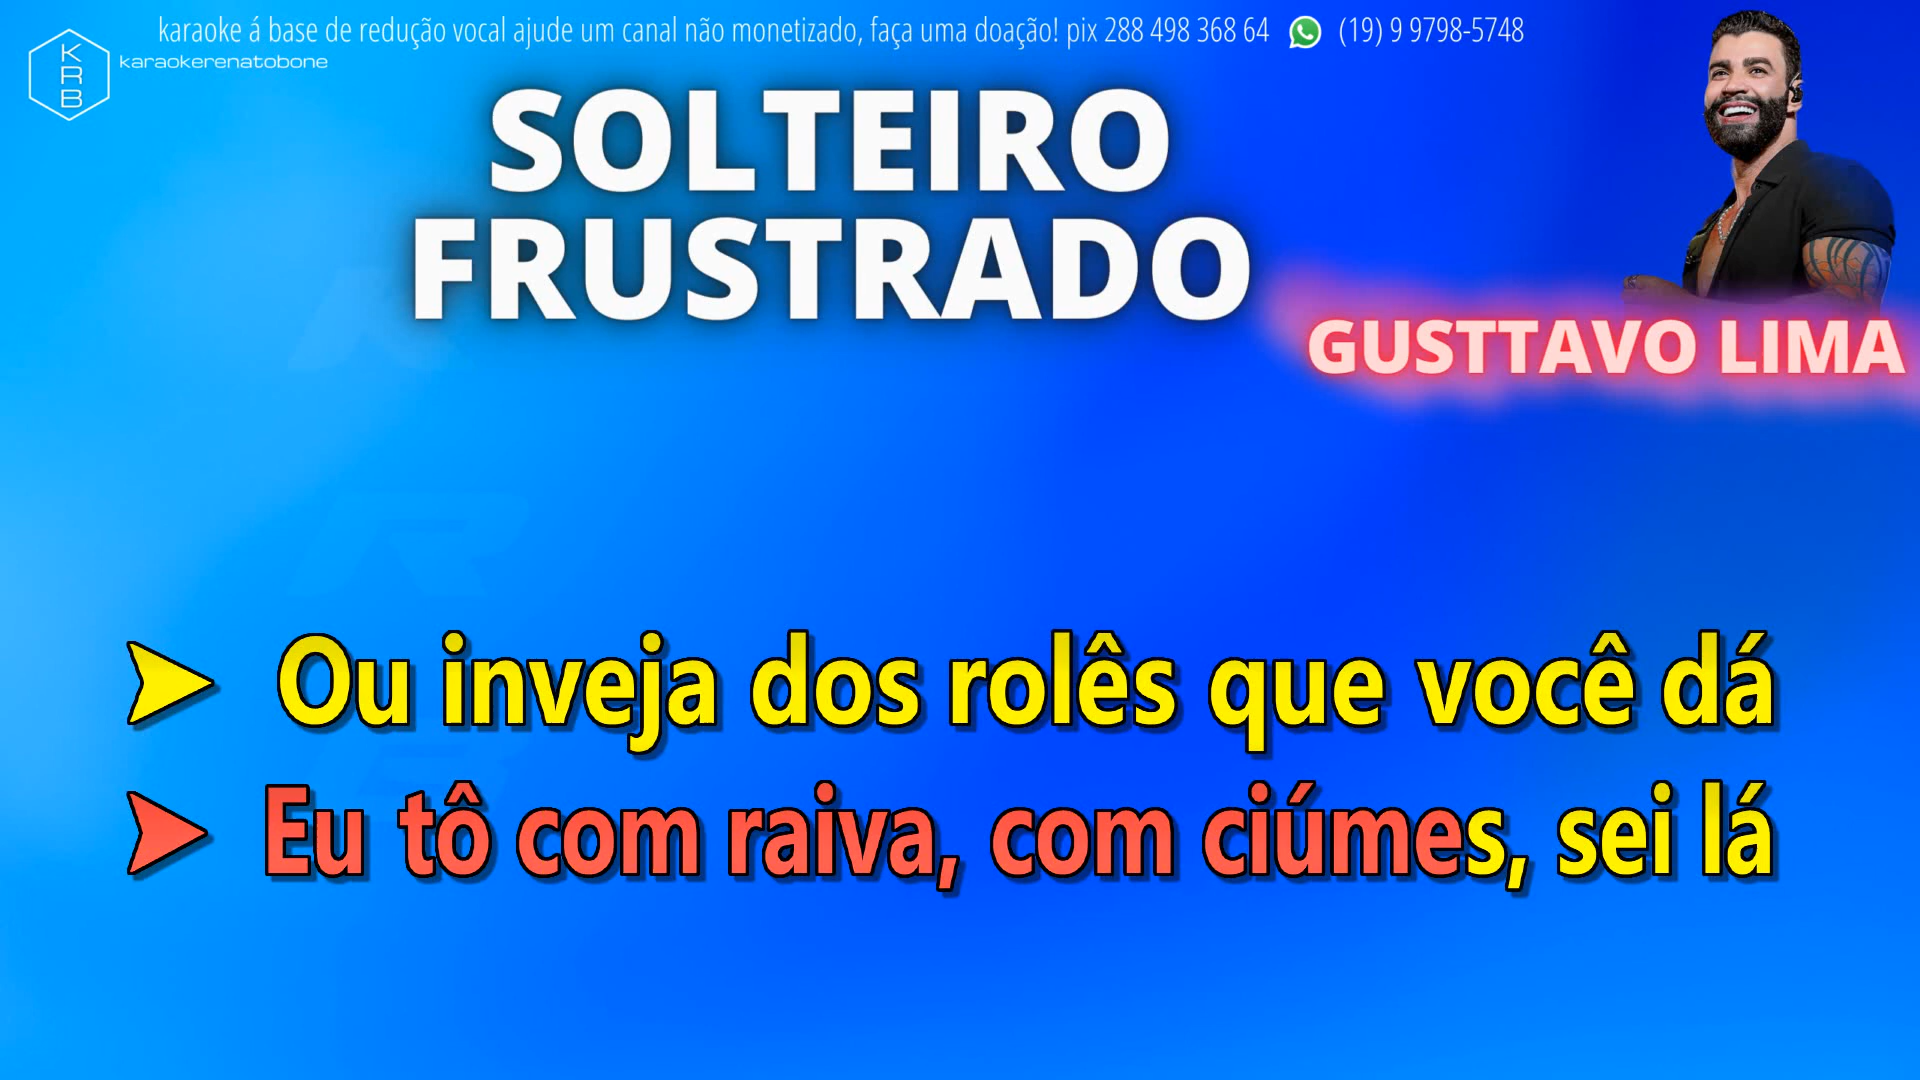 karaoke á base de redução vocal ajude um canal não monetizado, faça uma doação! pix 288 498 368 64 (19) 9 9798-5748
KRB
karaokerenatobone
SOLTEIRO
FRUSTRADO
GUSTTAVO LIMA
➤ Ou inveja dos rolês que você dá
➤ Eu tô com raiva, com ciúmes, sei lá